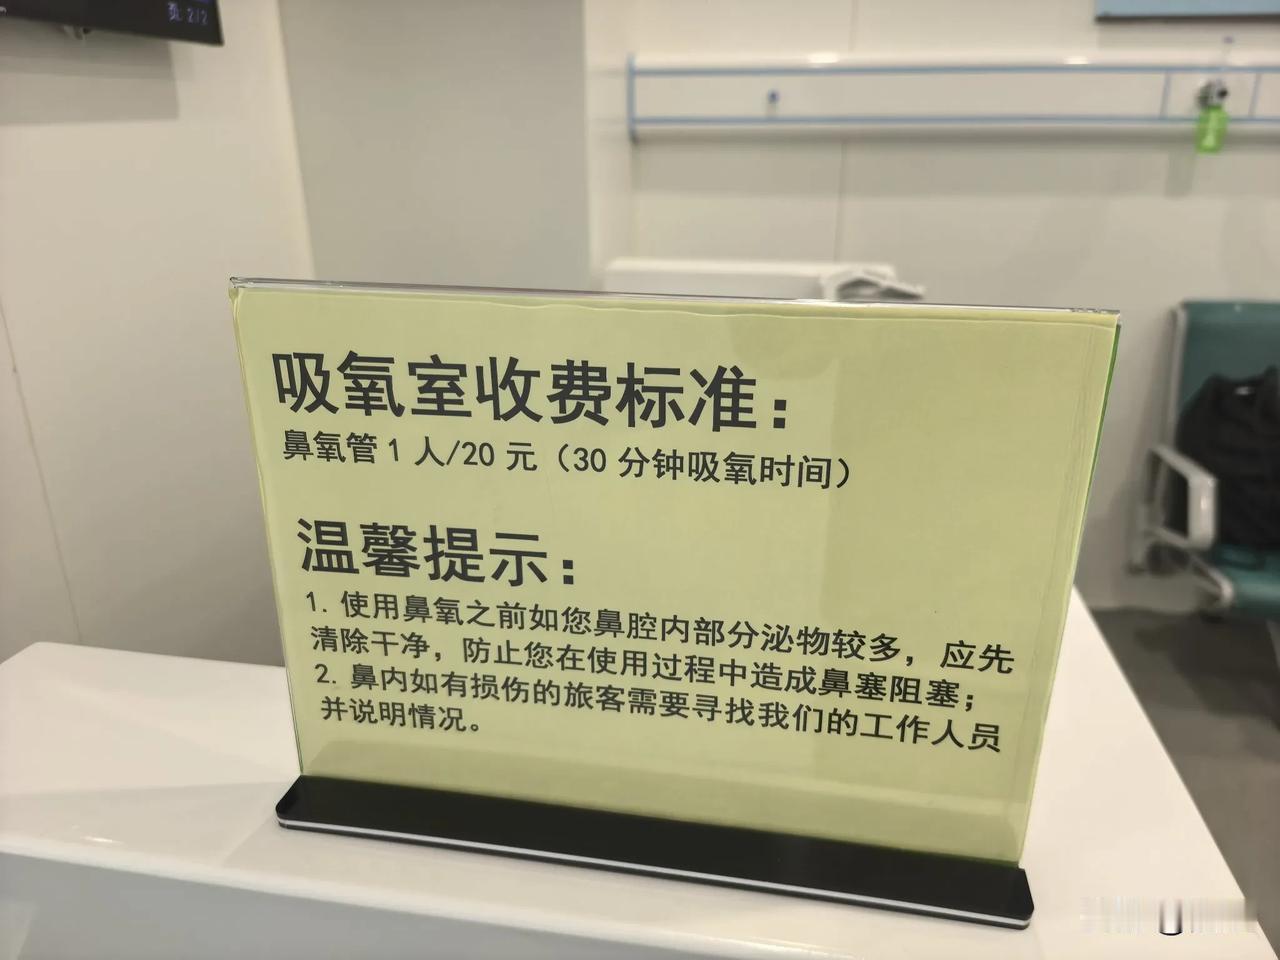 页: 2/2
吸氧室收费标准：
鼻氧管 1 人/20 元（30 分钟吸氧时间）
温馨提示：
1. 使用鼻氧之前如您鼻腔内部分泌物较多，应先
清除干净，防止您在使用过程中造成鼻塞阻塞；
2. 鼻内如有损伤的旅客需要寻找我们的工作人员
并说明情况。